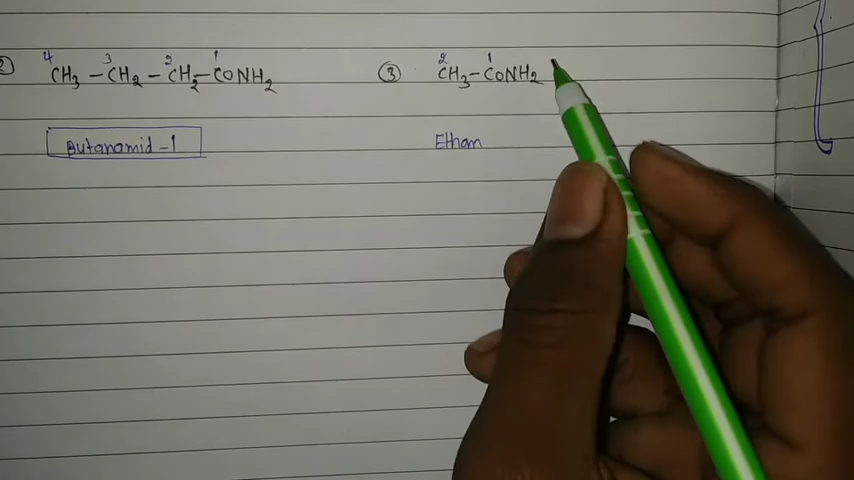 2) ⁴CH₃ – ³CH₂ – ²CH₂ – ¹CONH₂
Butanamid – 1
③ ²CH₃ – ¹CONH₂
Ethan